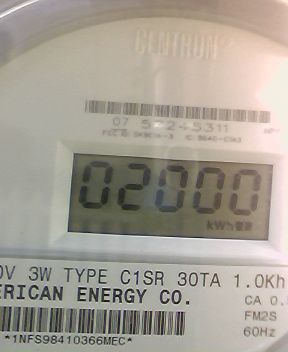 CENTRON
02000
kWh
0V 3W TYPE C1SR 30TA 1.0Kh
ERICAN ENERGY CO.
CA 0.
FM2S
60Hz
*1NFS98410366MEC*